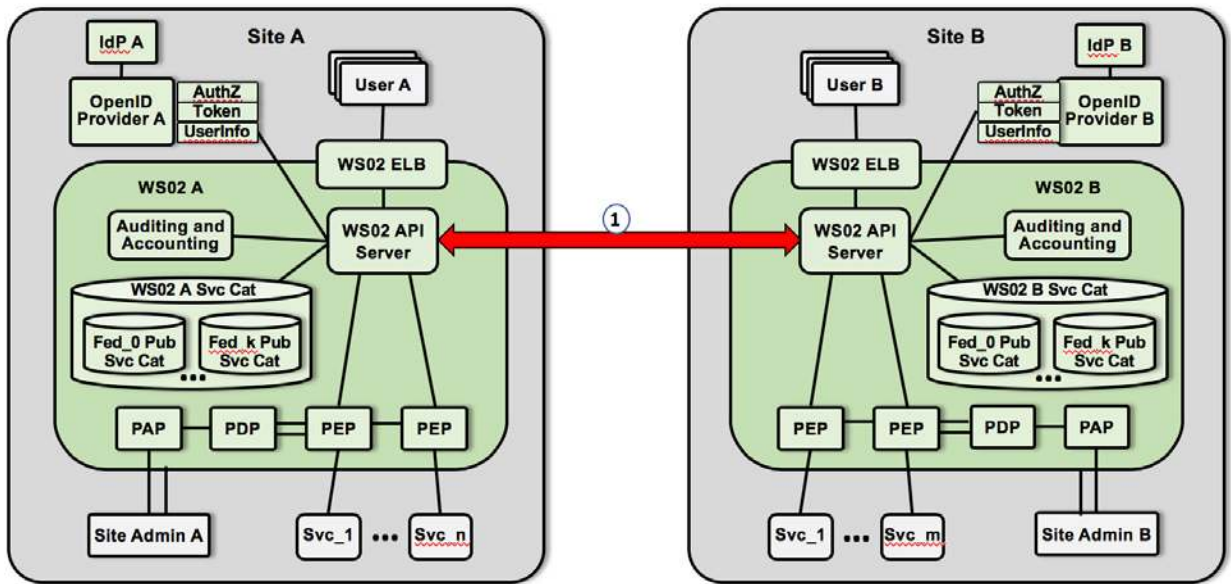 Site A
IdP A
OpenID
Provider A
AuthZ
Token
UserInfo
User A
WS02 ELB
WS02 A
Auditing and
Accounting
WS02 API
Server
WS02 A Svc Cat
Fed_0 Pub
Svc Cat
Fed_k Pub
Svc Cat
...
PAP
PDP
PEP
PEP
Site Admin A
Svc_1
...
Svc_n
1
Site B
IdP B
User B
AuthZ
Token
UserInfo
OpenID
Provider B
WS02 ELB
WS02 B
WS02 API
Server
Auditing and
Accounting
WS02 B Svc Cat
Fed_0 Pub
Svc Cat
Fed_k Pub
Svc Cat
...
PEP
PEP
PDP
PAP
Svc_1
...
Svc_m
Site Admin B